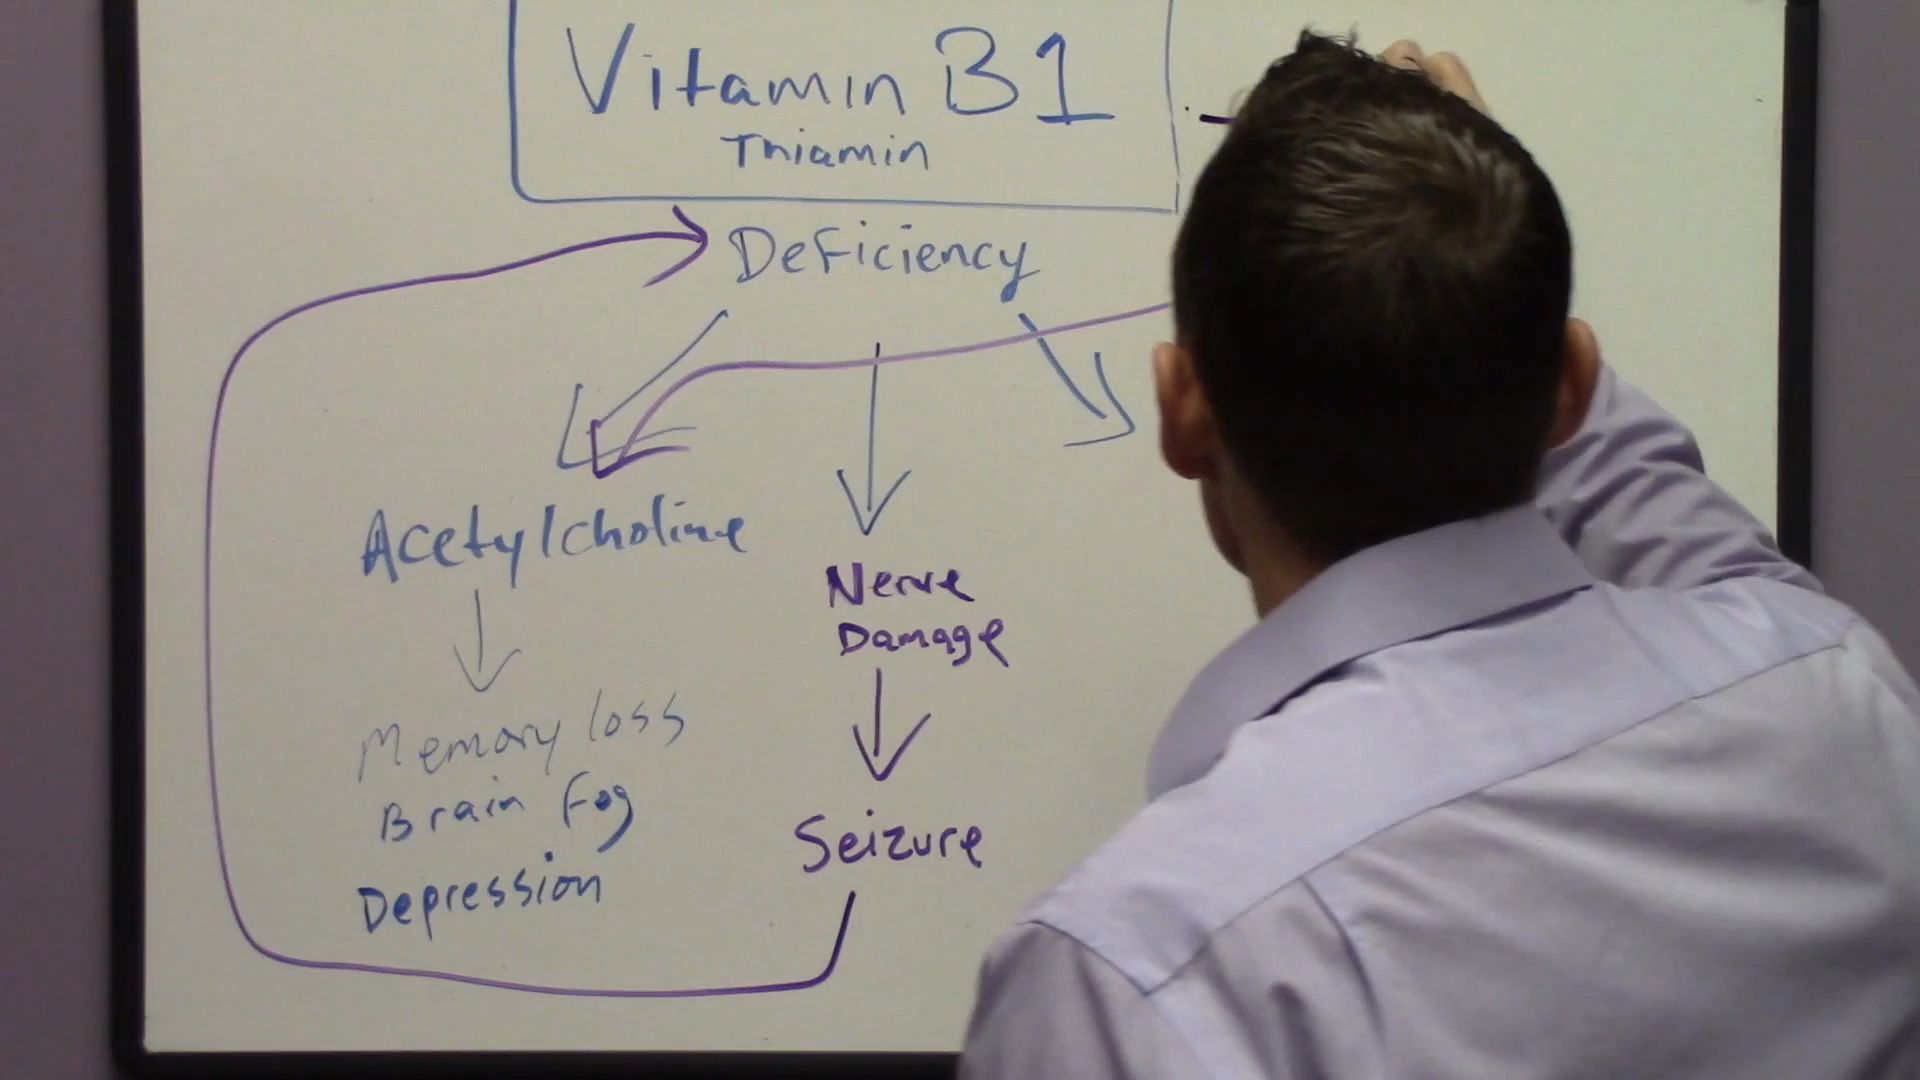 Vitamin B1
Thiamin
Deficiency
Acetylcholine
Nerve
Damage
Memory loss
Brain Fog
Depression
Seizure